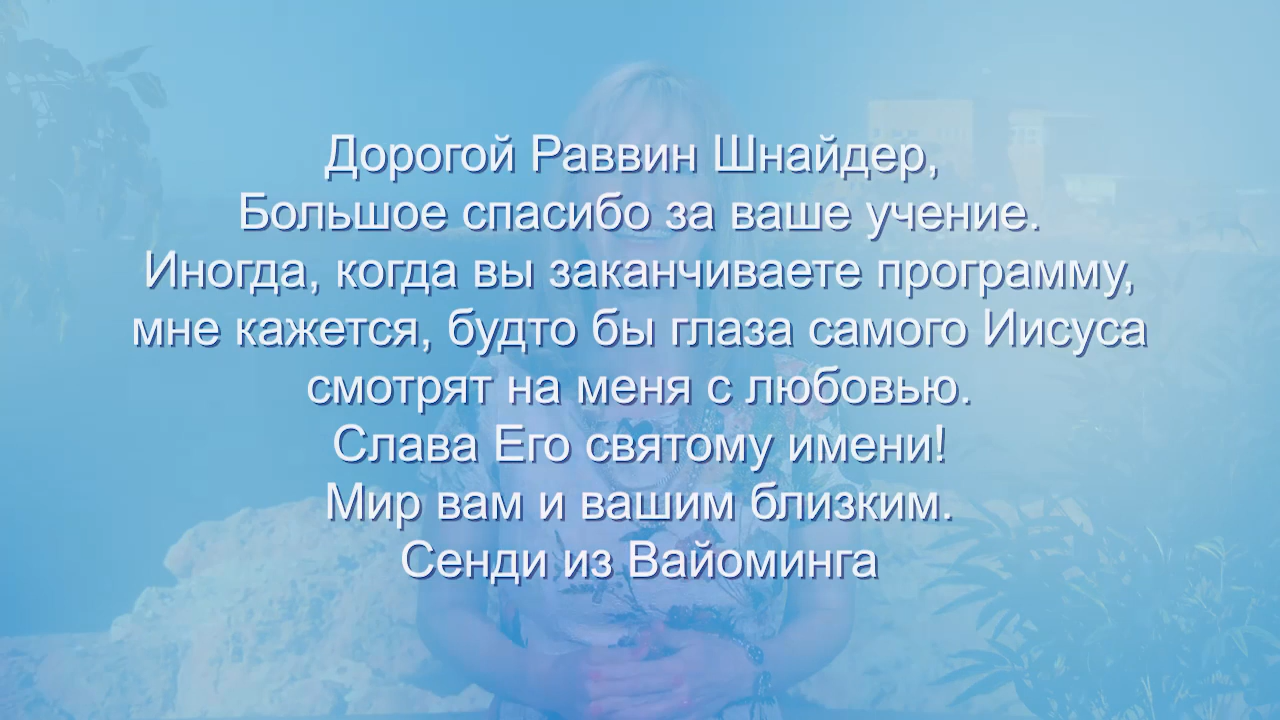 Дорогой Раввин Шнайдер,
Большое спасибо за ваше учение.
Иногда, когда вы заканчиваете программу,
мне кажется, будто бы глаза самого Иисуса
смотрят на меня с любовью.
Слава Его святому имени!
Мир вам и вашим близким.
Сенди из Вайоминга